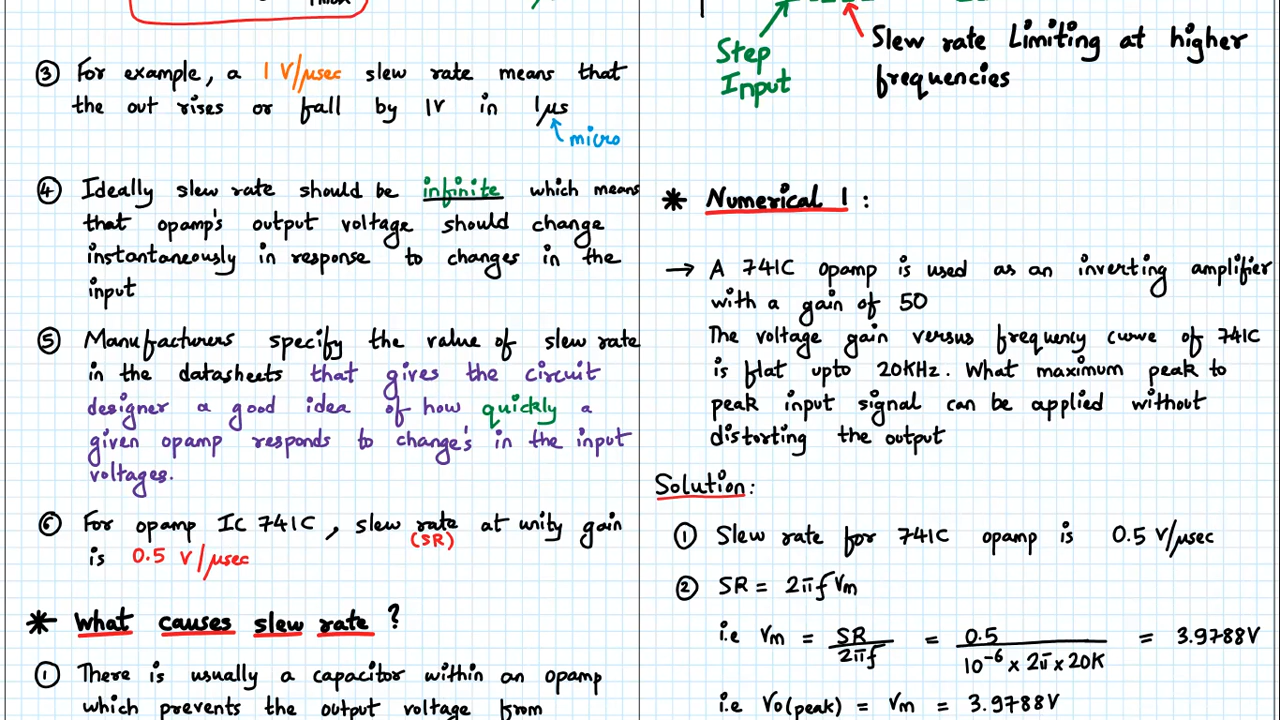 ③ For example, a 1 V/μsec slew rate means that
the out rises or fall by 1V in 1μs
micro
④ Ideally slew rate should be infinite which means
that opamp's output voltage should change
instantaneously in response to changes in the
input
⑤ Manufacturers specify the value of slew rate
in the datasheets that gives the circuit
designer a good idea of how quickly a
given opamp responds to change's in the input
voltages.
⑥ For opamp IC 741C, slew rate at unity gain
(SR)
is 0.5 V/μsec
* What causes slew rate ?
① There is usually a capacitor within an opamp
which prevents the output voltage from
Step
Input
Slew rate Limiting at higher
frequencies
* Numerical 1 :
→ A 741C opamp is used as an inverting amplifier
with a gain of 50
The voltage gain versus frequency curve of 741C
is flat upto 20KHz. What maximum peak to
peak input signal can be applied without
distorting the output
Solution:
① Slew rate for 741C opamp is 0.5 V/μsec
② SR = 2πfVm
i.e Vm = SR / 2πf = 0.5 / 10⁻⁶ x 2π x 20K = 3.9788V
i.e Vo(peak) = Vm = 3.9788V